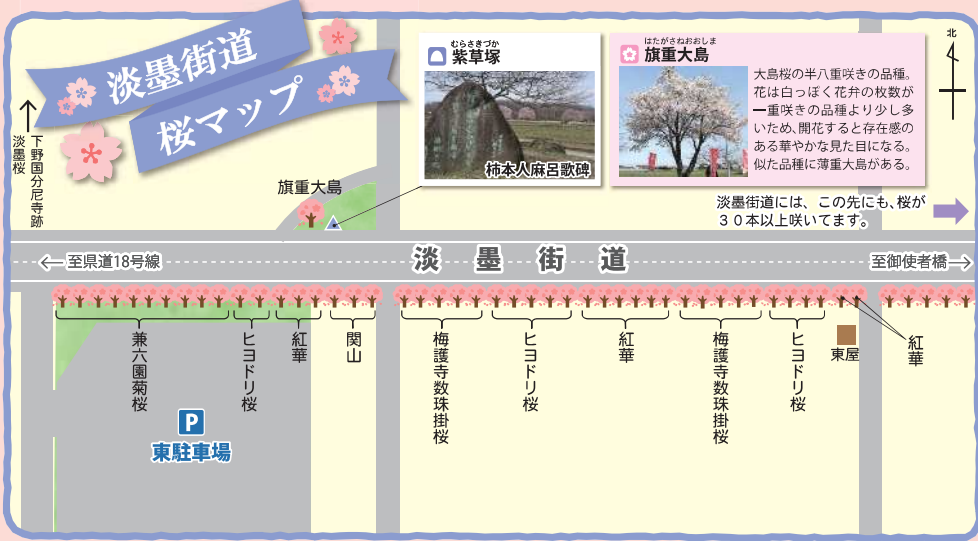 淡墨街道
桜マップ
下野国分尼寺跡
淡墨桜
むらさきづか
紫草塚
柿本人麻呂歌碑
はたがさねおおしま
旗重大島
大島桜の半八重咲きの品種。
花は白っぽく花弁の枚数が
一重咲きの品種より少し多
いため、開花すると存在感の
ある華やかな見た目になる。
似た品種に薄重大島がある。
北
旗重大島
淡墨街道には、この先にも、桜が
３０本以上咲いてます。
←至県道18号線
淡墨街道
至御使者橋→
兼六園菊桜
ヒヨドリ桜
紅華
関山
梅護寺数珠掛桜
ヒヨドリ桜
紅華
梅護寺数珠掛桜
ヒヨドリ桜
東屋
紅華
P
東駐車場